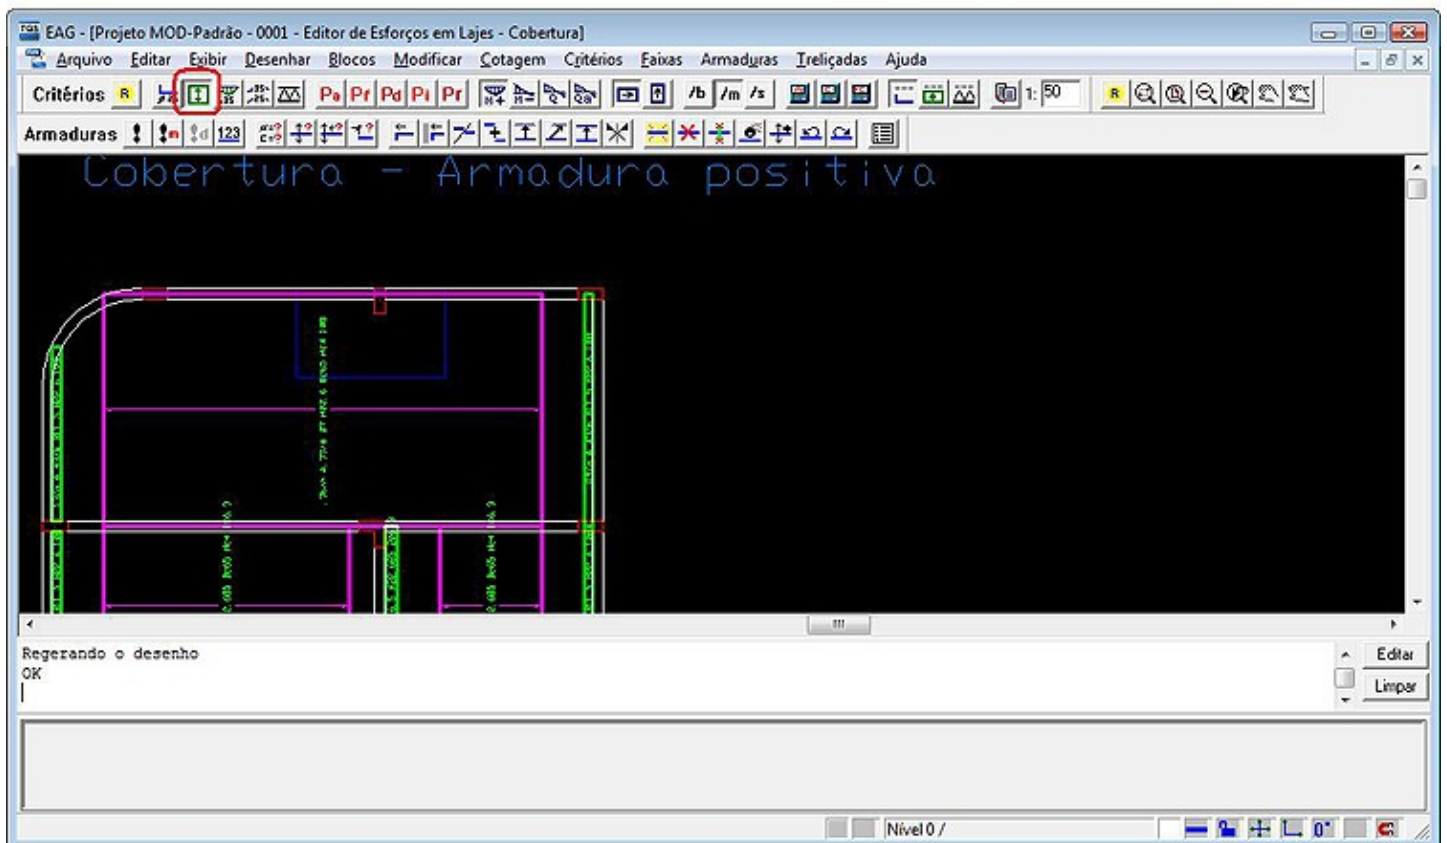 TQS EAG - [Projeto MOD-Padrão - 0001 - Editor de Esforços em Lajes - Cobertura]
Arquivo Editar Exibir Desenhar Blocos Modificar Cotagem Critérios Faixas Armaduras Treliçadas Ajuda
Critérios R Pa Pf Pd Pi Pr /b /m /s 1: 50 R
Armaduras 123
Cobertura - Armadura positiva
Regerando o desenho
OK
Editar
Limpar
Nível 0 /
0°